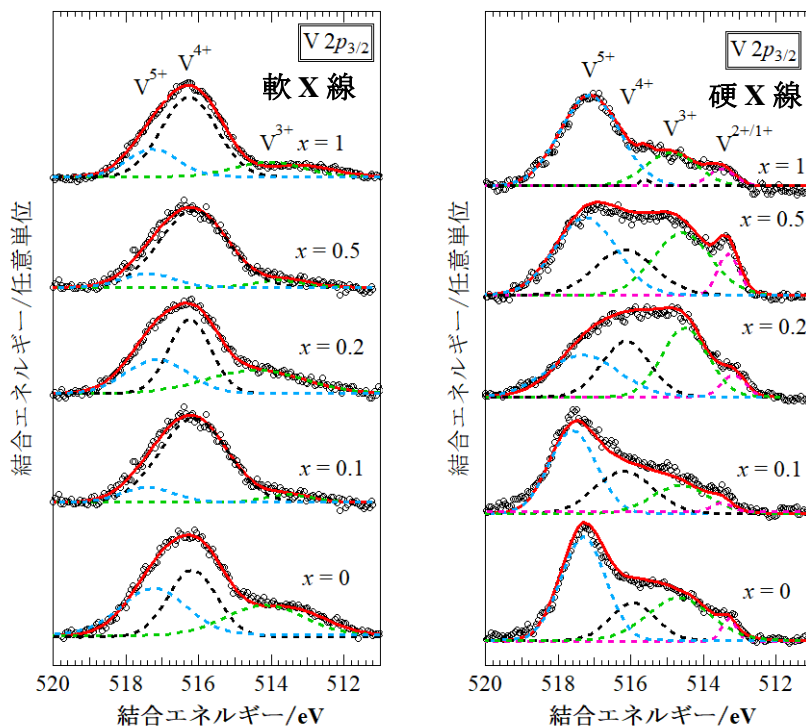 結合エネルギー/任意単位
V 2p3/2
軟 X 線
V5+
V4+
V3+
x = 1
x = 0.5
x = 0.2
x = 0.1
x = 0
520
518
516
514
512
結合エネルギー/eV
結合エネルギー/任意単位
V 2p3/2
硬 X 線
V5+
V4+
V3+
V2+/1+
x = 1
x = 0.5
x = 0.2
x = 0.1
x = 0
520
518
516
514
512
結合エネルギー/eV